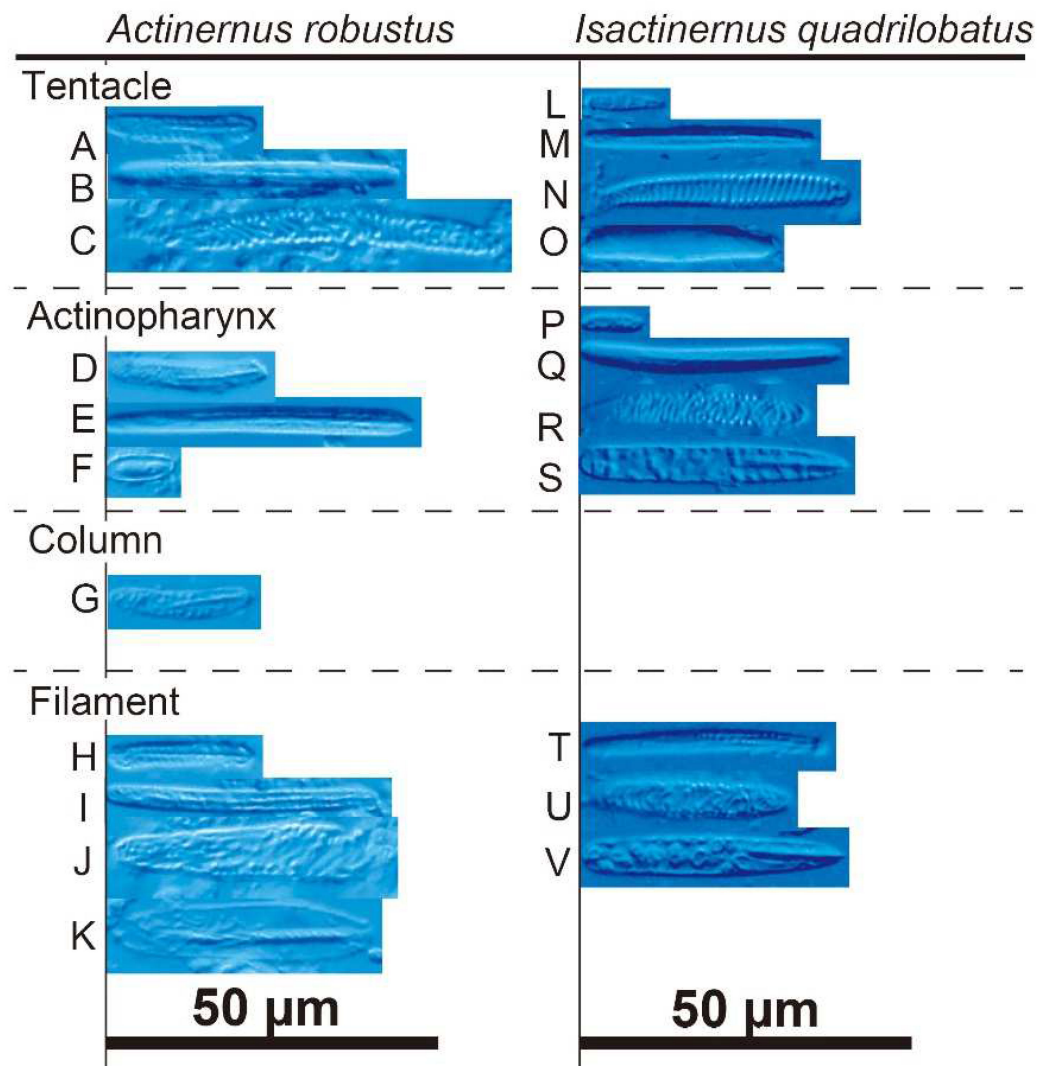 Actinernus robustus
Isactinernus quadrilobatus
Tentacle
A
B
C
L
M
N
O
Actinopharynx
D
E
F
P
Q
R
S
Column
G
Filament
H
I
J
K
T
U
V
50 µm
50 µm